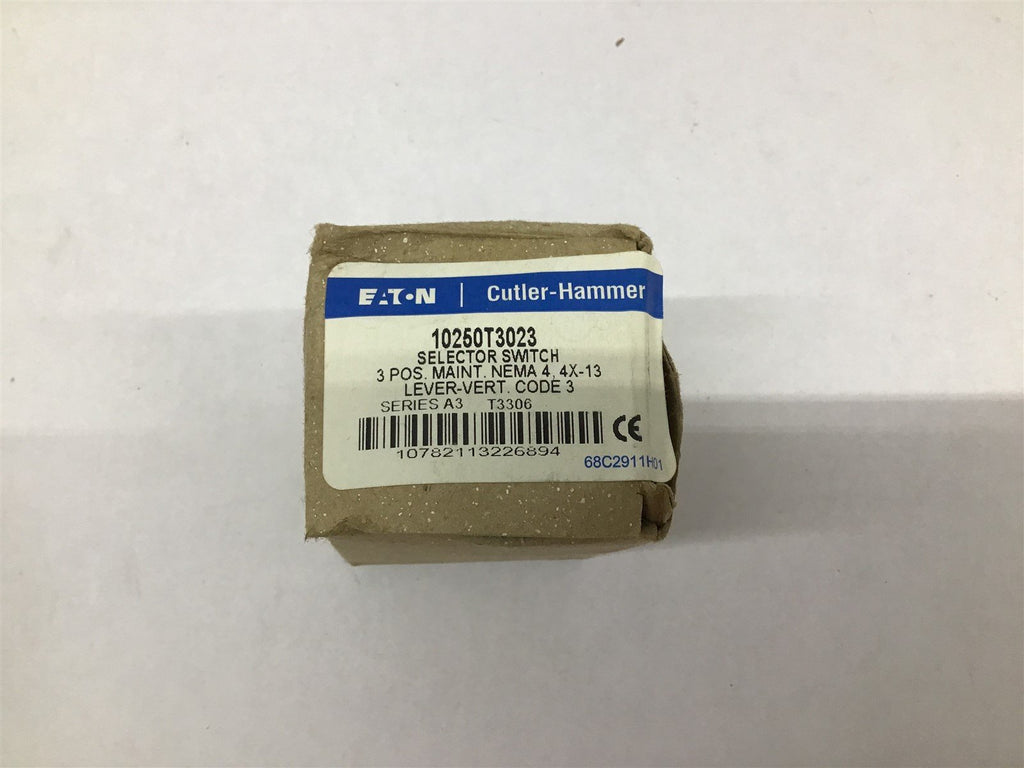 EATON | Cutler-Hammer
10250T3023
SELECTOR SWITCH
3 POS. MAINT. NEMA 4, 4X-13
LEVER-VERT. CODE 3
SERIES A3 T3306
CE
10782113226894
68C2911H01